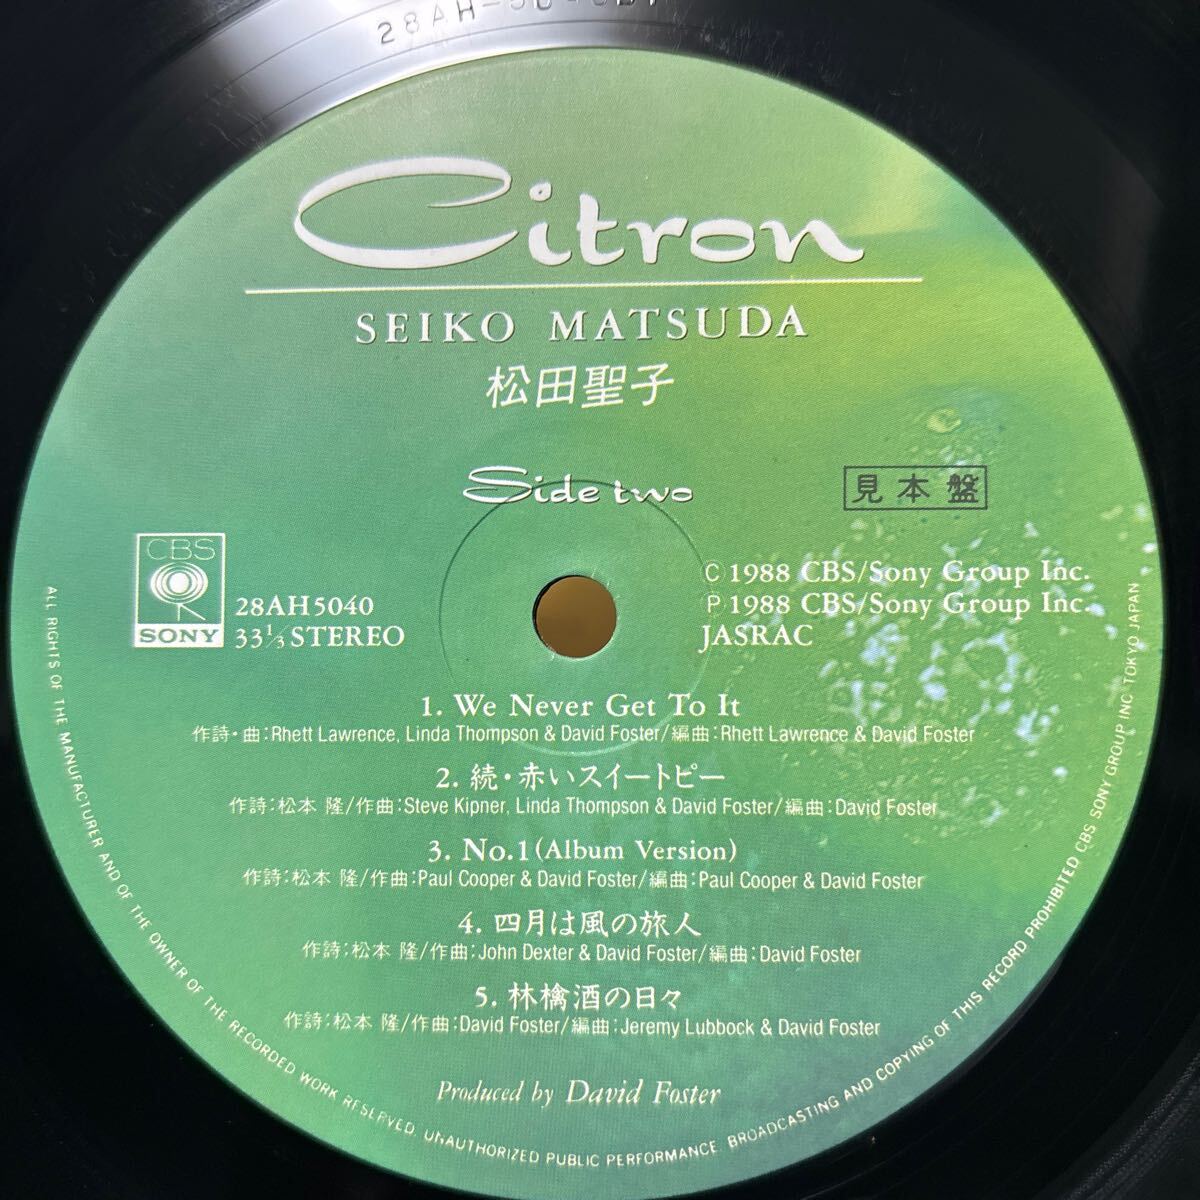 Citron
SEIKO MATSUDA
松田聖子
Side two
見本盤
CBS
SONY
28AH5040
33⅓ STEREO
Ⓒ1988 CBS/Sony Group Inc.
Ⓟ1988 CBS/Sony Group Inc.
JASRAC
1. We Never Get To It
作詩・曲:Rhett Lawrence, Linda Thompson & David Foster/編曲:Rhett Lawrence & David Foster
2. 続・赤いスイートピー
作詩:松本 隆/作曲:Steve Kipner, Linda Thompson & David Foster/編曲:David Foster
3. No.1(Album Version)
作詩:松本 隆/作曲:Paul Cooper & David Foster/編曲:Paul Cooper & David Foster
4. 四月は風の旅人
作詩:松本 隆/作曲:John Dexter & David Foster/編曲:David Foster
5. 林檎酒の日々
作詩:松本 隆/作曲:David Foster/編曲:Jeremy Lubbock & David Foster
Produced by David Foster
ALL RIGHTS OF THE MANUFACTURER AND OF THE OWNER OF THE RECORDED WORK RESERVED. UNAUTHORIZED PUBLIC PERFORMANCE, BROADCASTING AND COPYING OF THIS RECORD PROHIBITED CBS SONY GROUP INC TOKYO JAPAN